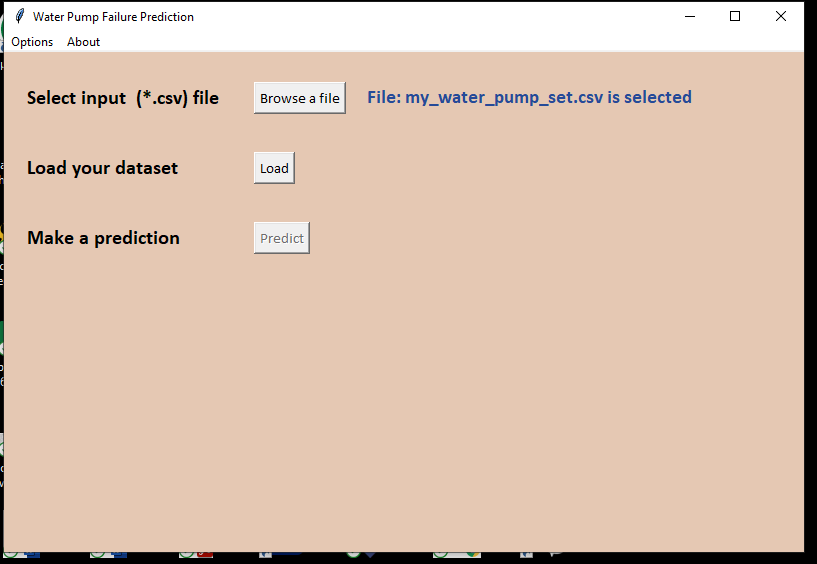 Water Pump Failure Prediction
Options About
Select input (*.csv) file Browse a file File: my_water_pump_set.csv is selected
Load your dataset Load
Make a prediction Predict